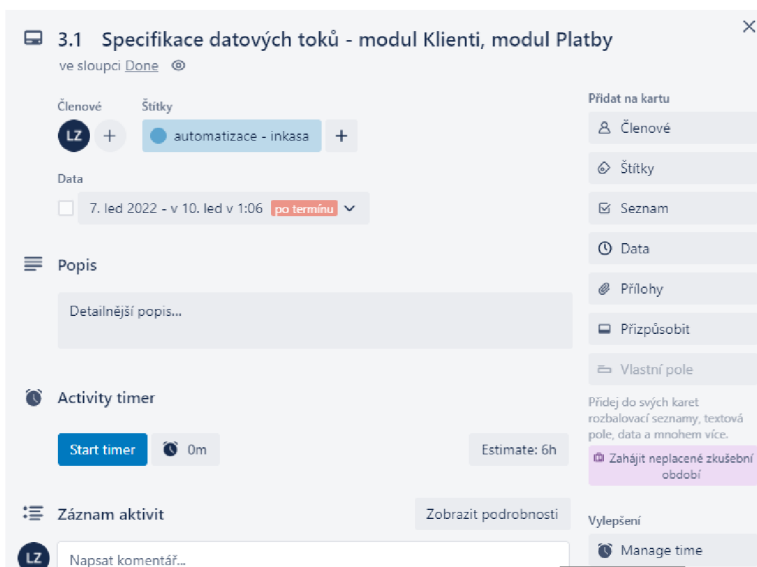 3.1 Specifikace datových toků - modul Klienti, modul Platby
ve sloupci Done
Členové Štítky
LZ + automatizace - inkasa +
Data
7. led 2022 - v 10. led v 1:06 po termínu
Popis
Detailnější popis...
Activity timer
Start timer 0m Estimate: 6h
Záznam aktivit Zobrazit podrobnosti
LZ Napsat komentář...
Přidat na kartu
Členové
Štítky
Seznam
Data
Přílohy
Přizpůsobit
Vlastní pole
Přidej do svých karet
rozbalovací seznamy, textová
pole, data a mnohem více.
Zahájit neplacené zkušební
období
Vylepšení
Manage time